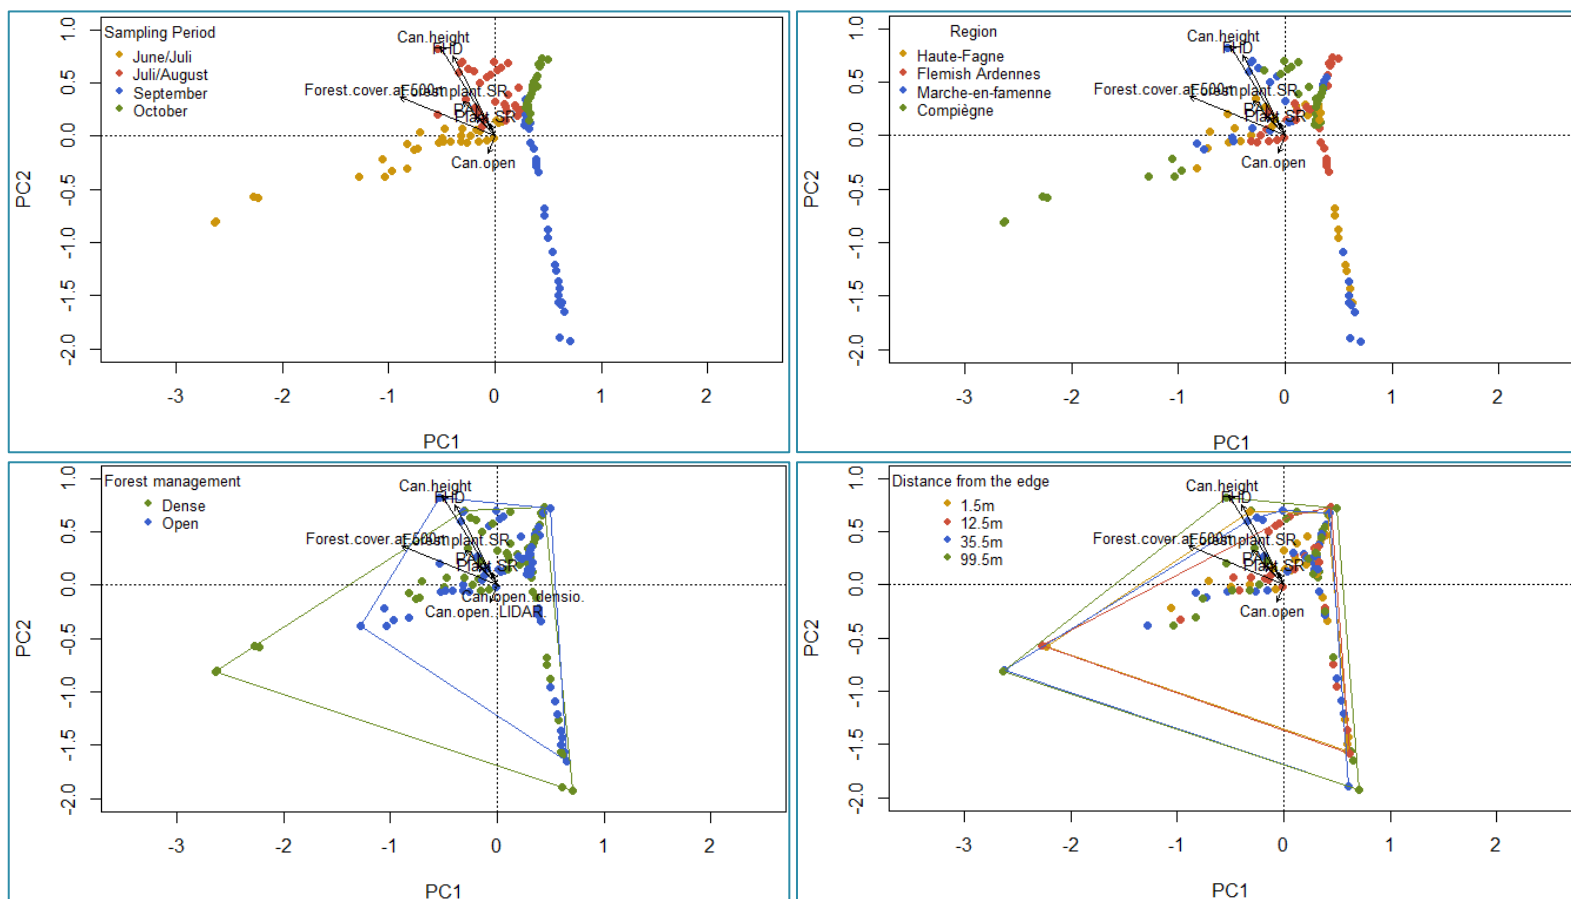 Sampling Period
June/Juli
Juli/August
September
October
Can.height
FHD
Forest.cover.at.500m
Forest.plant.SR
PAI
Plant.SR
Can.open
PC2
1.0
0.5
0.0
-0.5
-1.0
-1.5
-2.0
-3
-2
-1
0
1
2
PC1
Region
Haute-Fagne
Flemish Ardennes
Marche-en-famenne
Compiègne
Can.height
FHD
Forest.cover.at.500m
Forest.plant.SR
PAI
Plant.SR
Can.open
PC2
1.0
0.5
0.0
-0.5
-1.0
-1.5
-2.0
-3
-2
-1
0
1
2
PC1
Forest management
Dense
Open
Can.height
FHD
Forest.cover.at.500m
Forest.plant.SR
PAI
Plant.SR
Can.open..densio.
Can.open..LIDAR.
PC2
1.0
0.5
0.0
-0.5
-1.0
-1.5
-2.0
-3
-2
-1
0
1
2
PC1
Distance from the edge
1.5m
12.5m
35.5m
99.5m
Can.height
FHD
Forest.cover.at.500m
Forest.plant.SR
PAI
Plant.SR
Can.open
PC2
1.0
0.5
0.0
-0.5
-1.0
-1.5
-2.0
-3
-2
-1
0
1
2
PC1